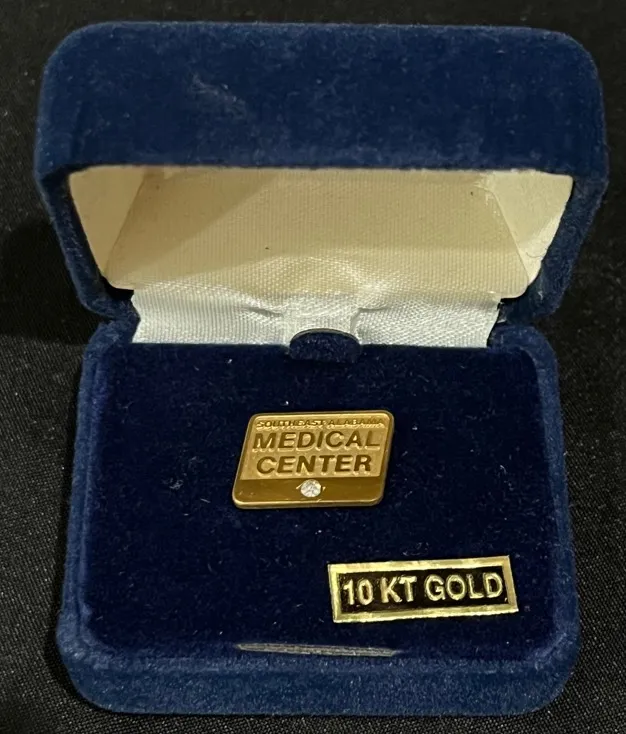 SOUTHEAST ALABAMA
MEDICAL
CENTER
10 KT GOLD